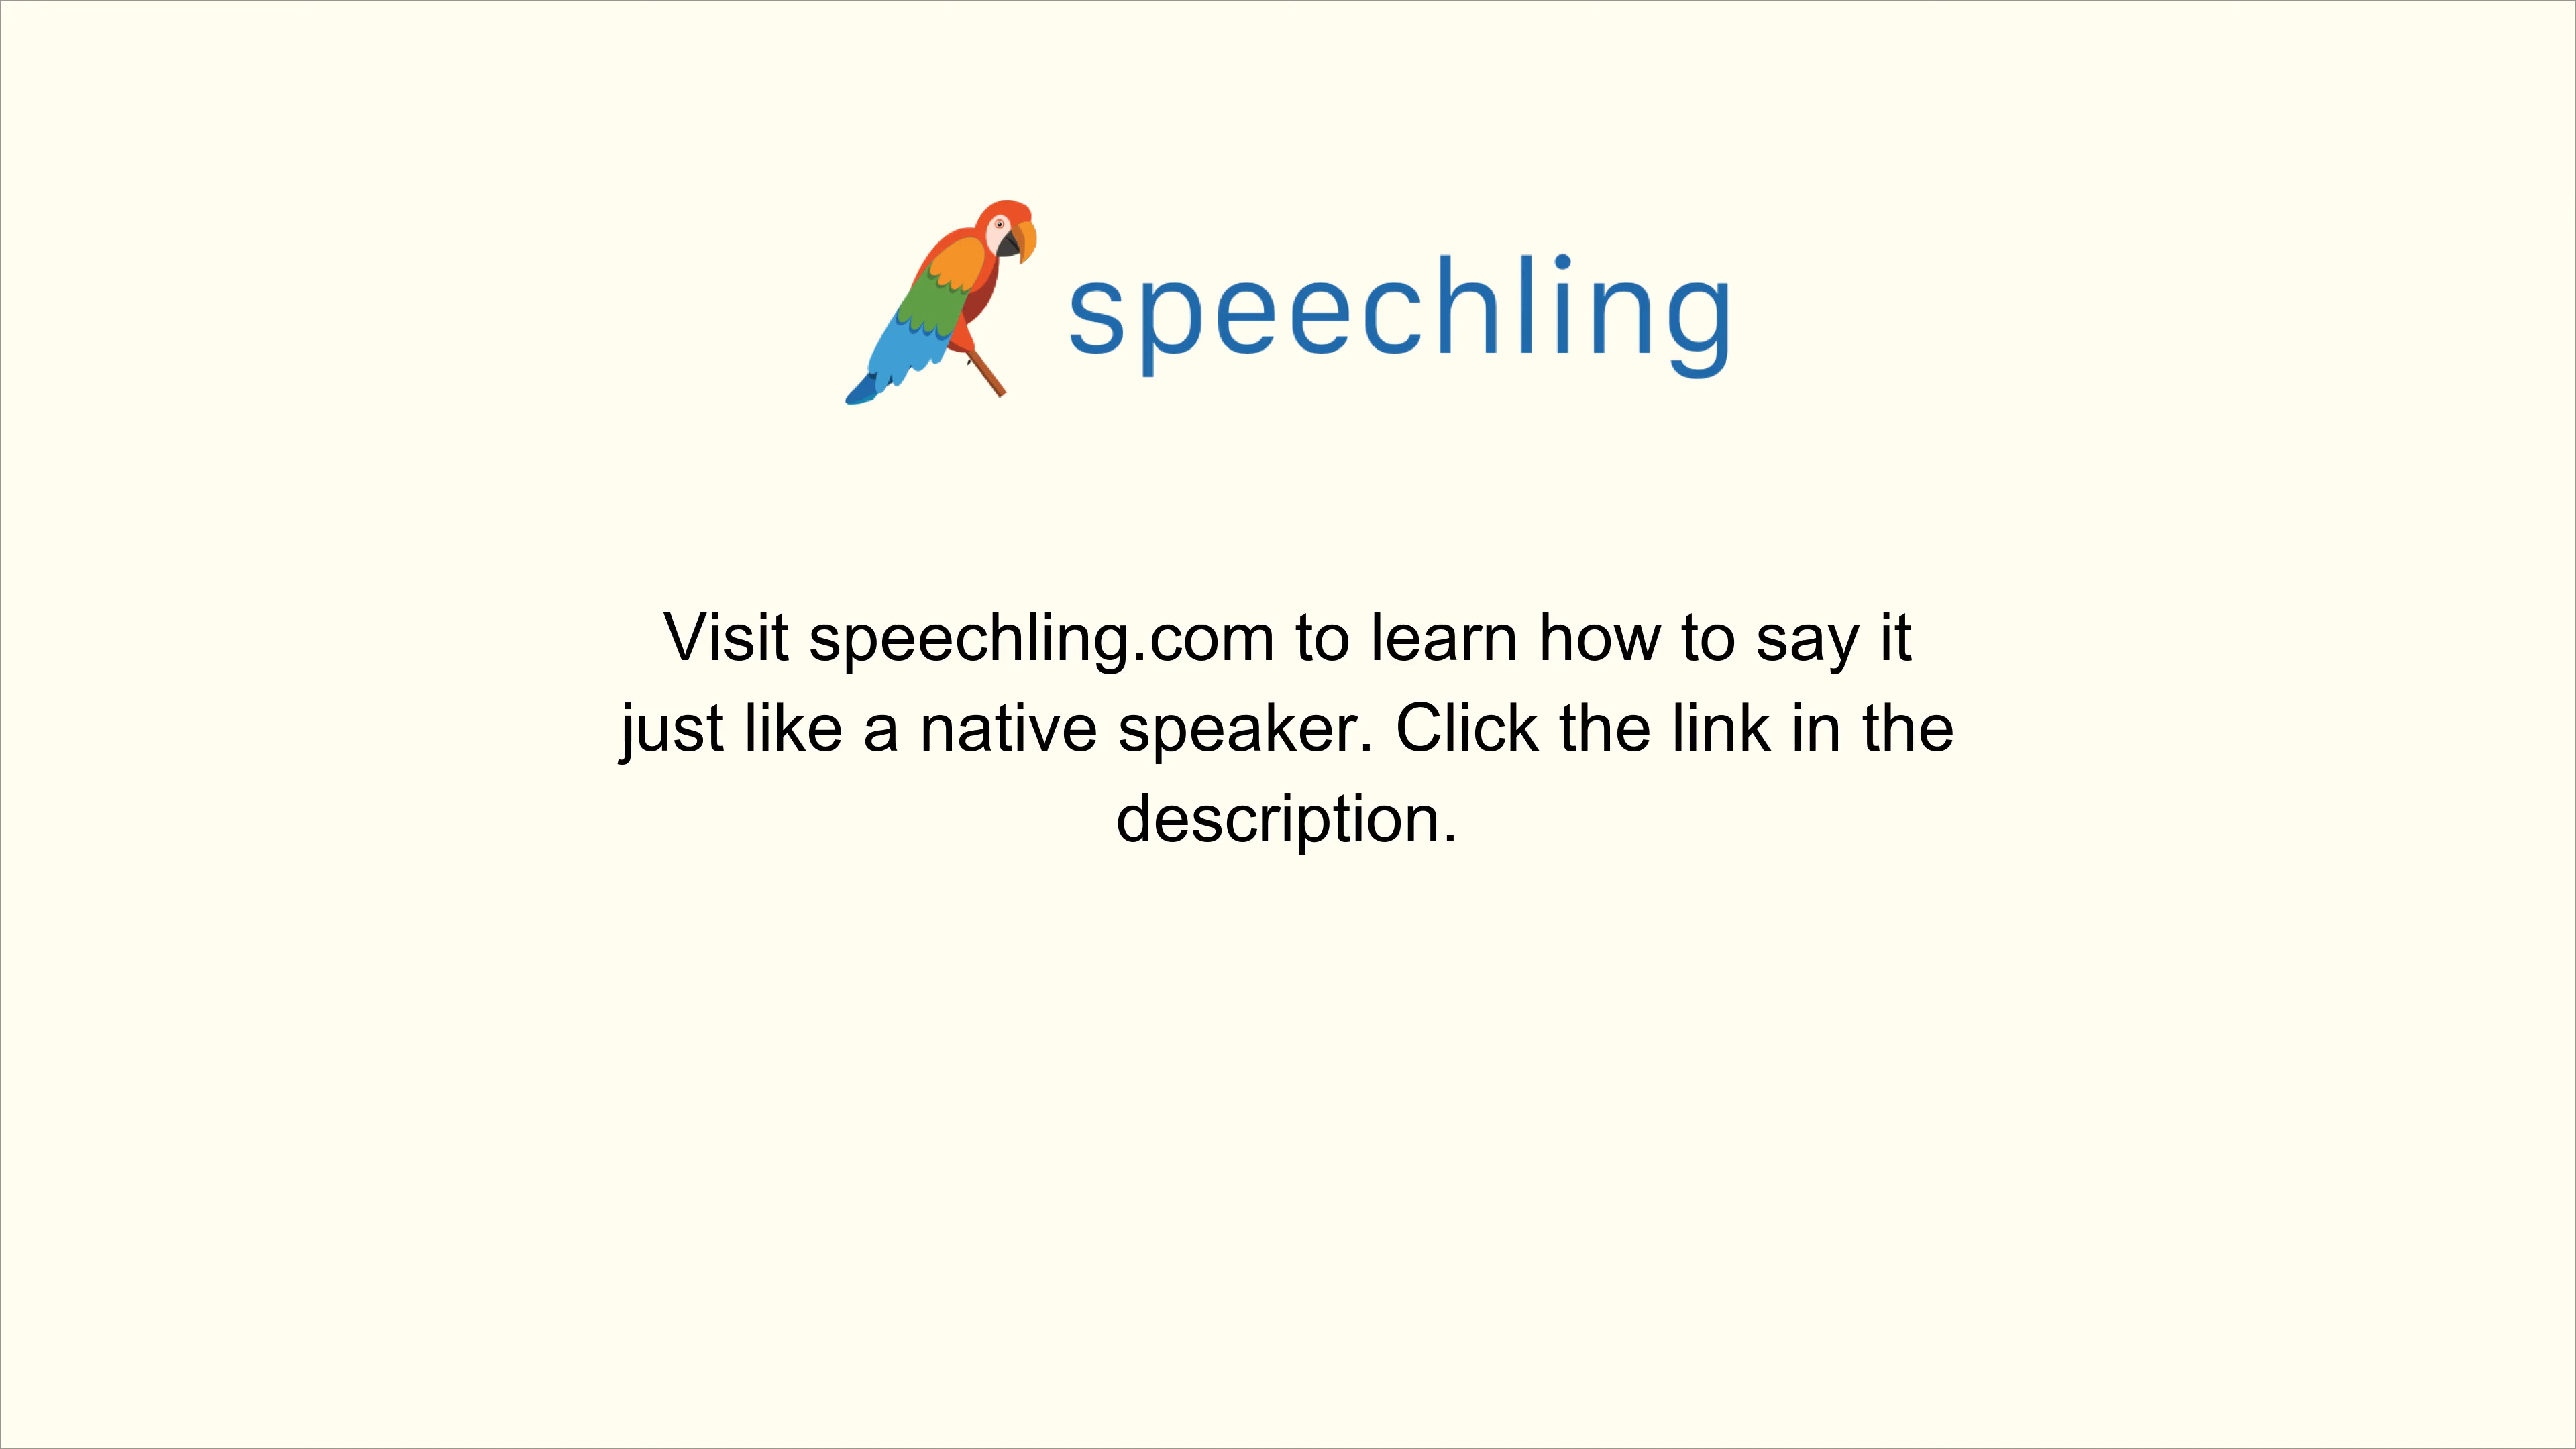 speechling
Visit speechling.com to learn how to say it
just like a native speaker. Click the link in the
description.